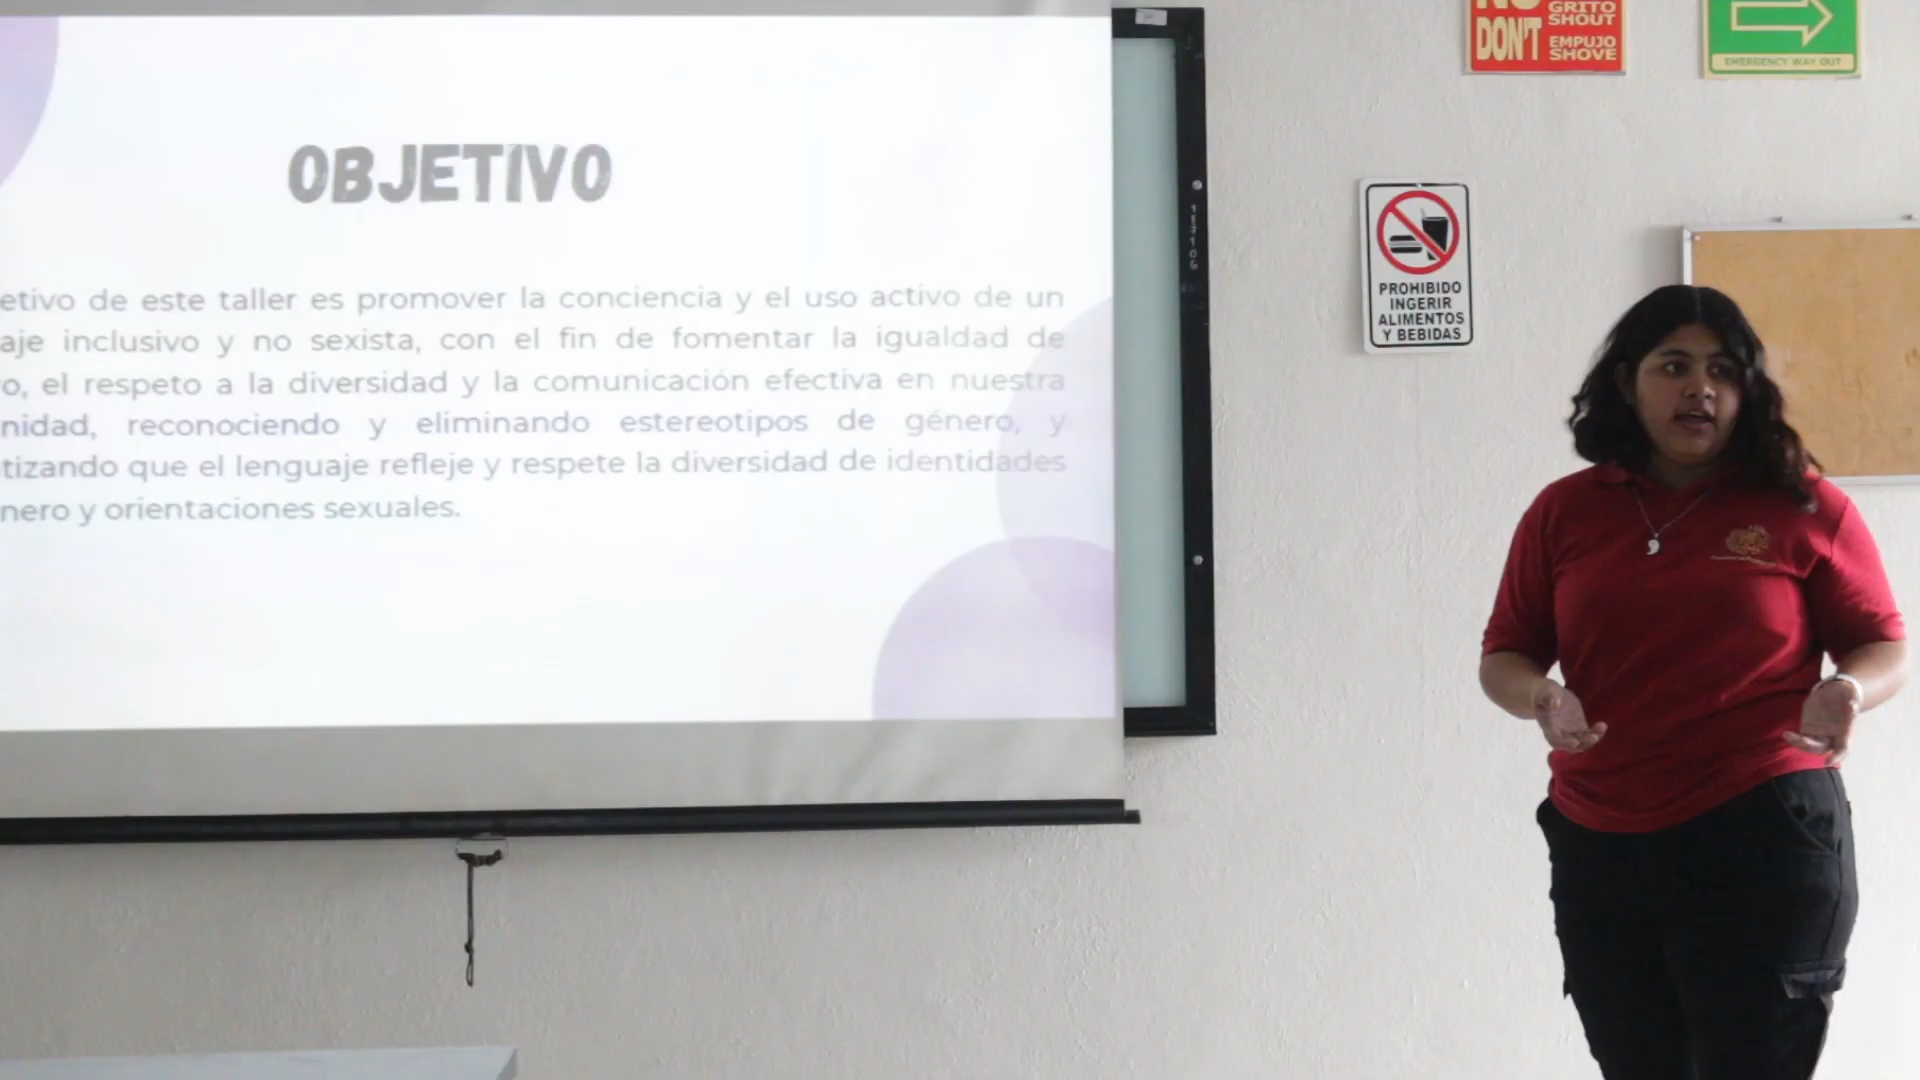 OBJETIVO
etivo de este taller es promover la conciencia y el uso activo de un
aje inclusivo y no sexista, con el fin de fomentar la igualdad de
o, el respeto a la diversidad y la comunicación efectiva en nuestra
nidad, reconociendo y eliminando estereotipos de género, y
tizando que el lenguaje refleje y respete la diversidad de identidades
nero y orientaciones sexuales.
NO
DON'T
GRITO
SHOUT
EMPUJO
SHOVE
EMERGENCY WAY OUT
PROHIBIDO
INGERIR
ALIMENTOS
Y BEBIDAS